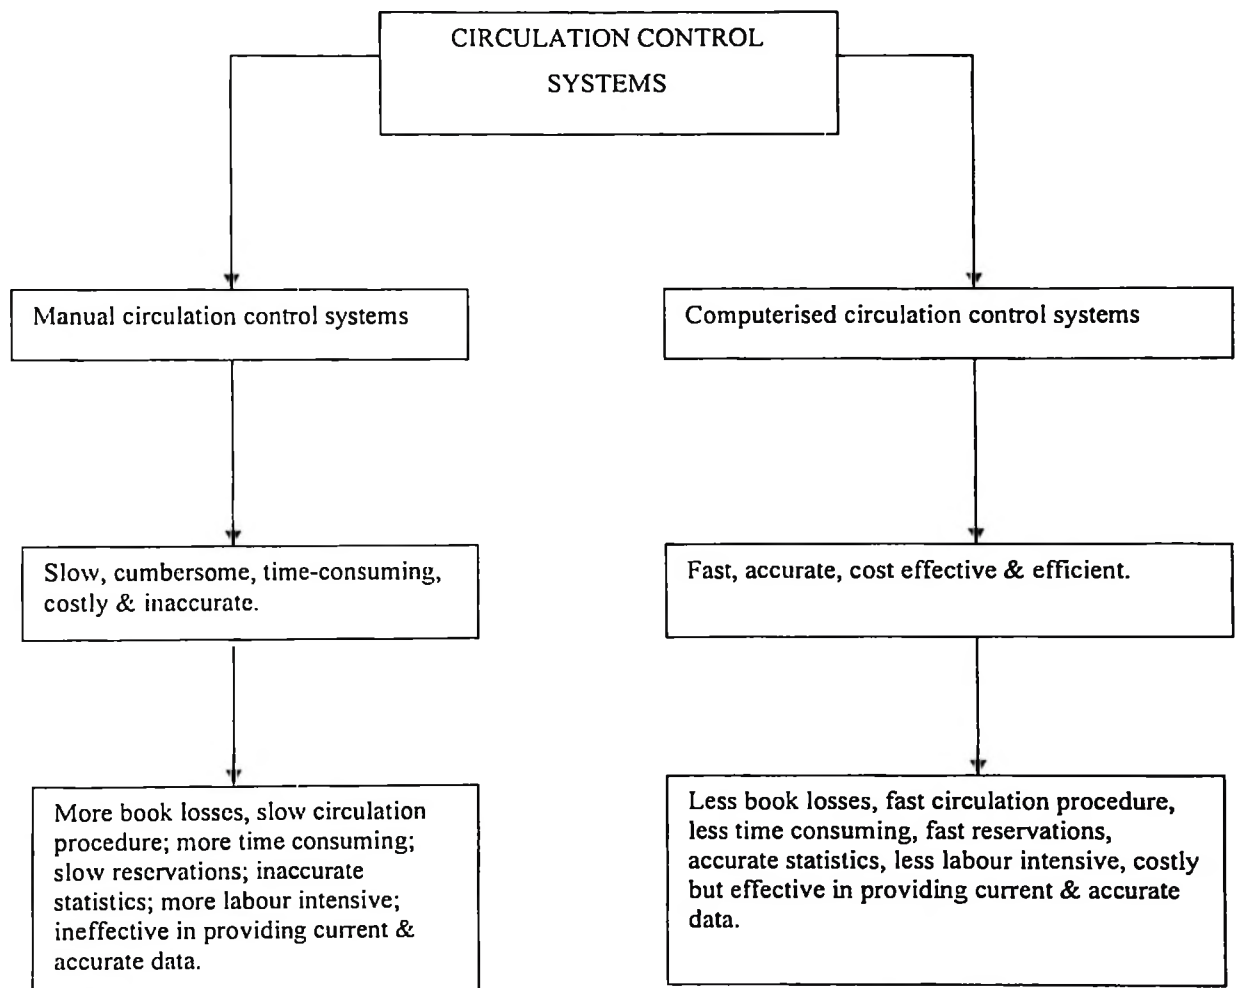 CIRCULATION CONTROL
SYSTEMS
Manual circulation control systems
Computerised circulation control systems
Slow, cumbersome, time-consuming,
costly & inaccurate.
Fast, accurate, cost effective & efficient.
More book losses, slow circulation
procedure; more time consuming;
slow reservations; inaccurate
statistics; more labour intensive;
ineffective in providing current &
accurate data.
Less book losses, fast circulation procedure,
less time consuming, fast reservations,
accurate statistics, less labour intensive, costly
but effective in providing current & accurate
data.